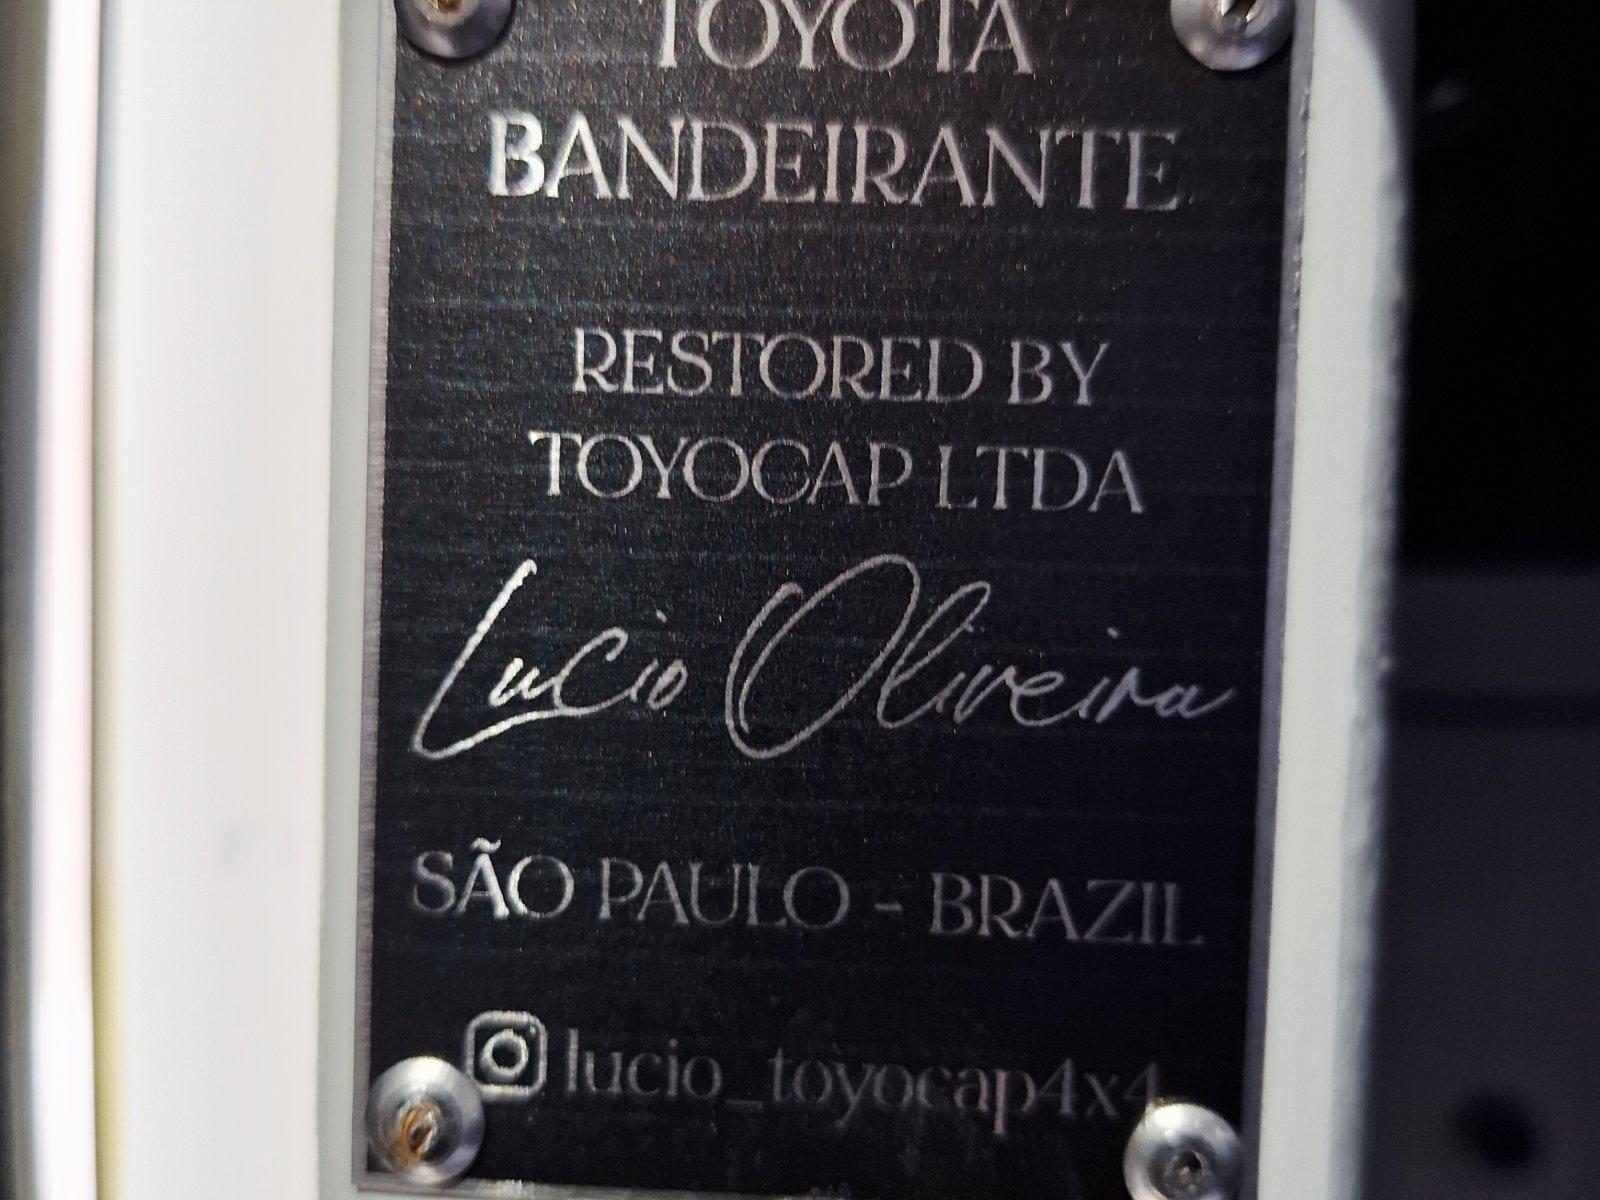 TOYOTA
BANDEIRANTE
RESTORED BY
TOYOCAP LTDA
Lucio Oliveira
SÃO PAULO - BRAZIL
lucio_toyocap4x4